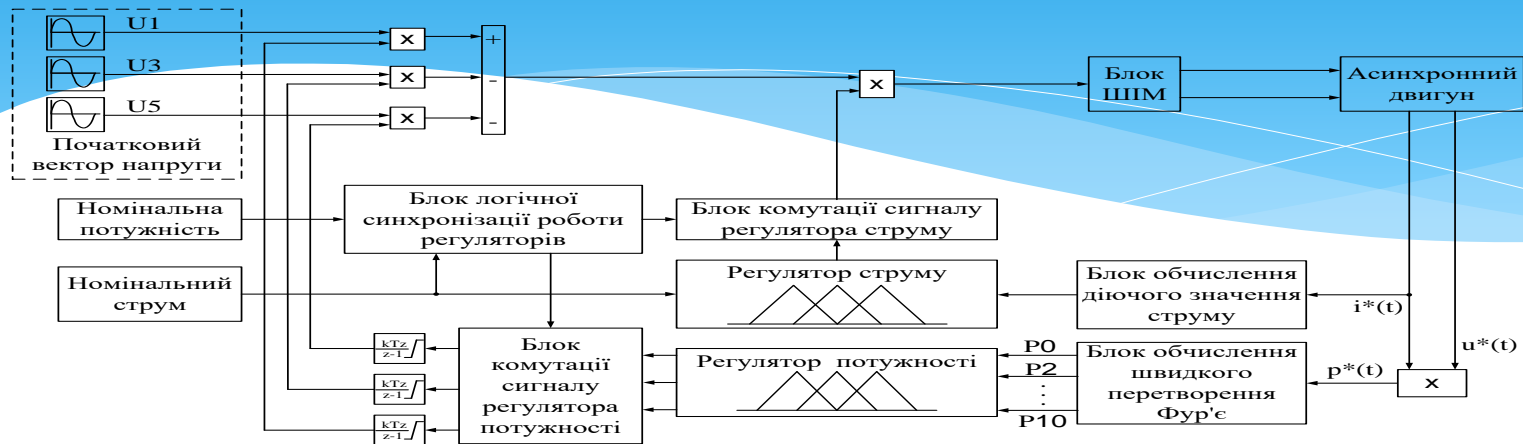 U1
x
+
U3
x
-
x
Блок
ШІМ
Асинхронний
двигун
U5
x
-
Початковий
вектор напруги
Номінальна
потужність
Блок логічної
синхронізації роботи
регуляторів
Блок комутації сигналу
регулятора струму
Номінальний
струм
Регулятор струму
Блок обчислення
діючого значення
струму
i*(t)
u*(t)
kTz
z-1
kTz
z-1
kTz
z-1
Блок
комутації
сигналу
регулятора
потужності
Регулятор потужності
P0
P2
⋮
P10
Блок обчислення
швидкого
перетворення
Фур'є
p*(t)
x